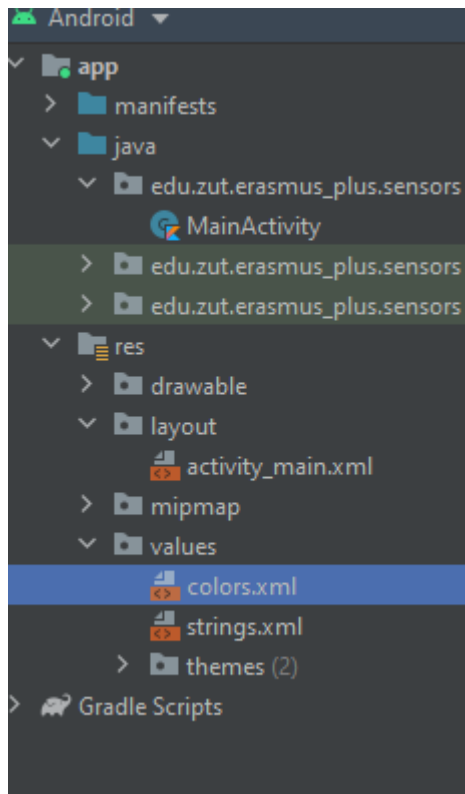 Android
app
manifests
java
edu.zut.erasmus_plus.sensors
MainActivity
edu.zut.erasmus_plus.sensors
edu.zut.erasmus_plus.sensors
res
drawable
layout
activity_main.xml
mipmap
values
colors.xml
strings.xml
themes (2)
Gradle Scripts